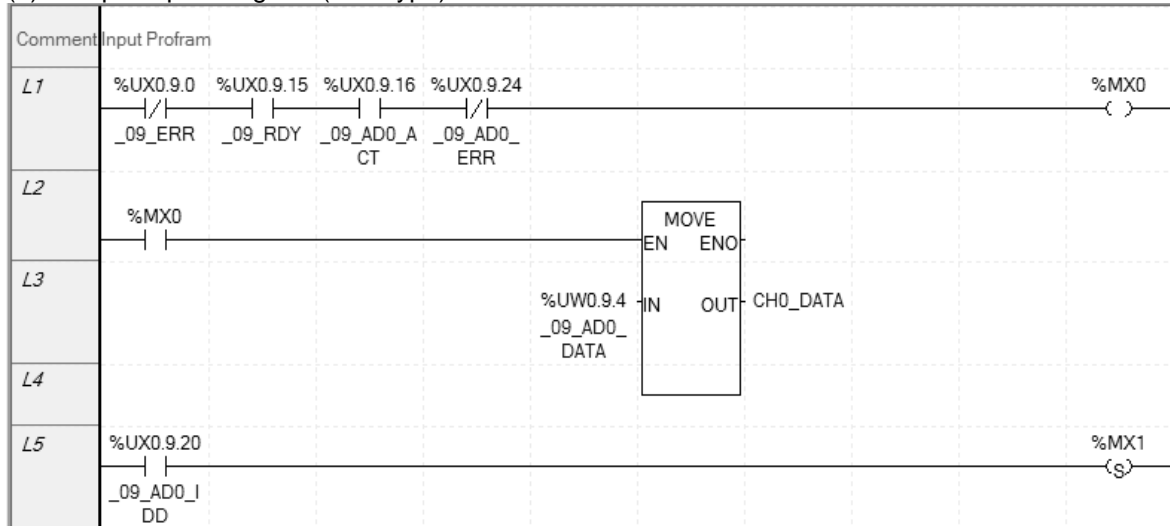 Comment Input Profram
L1 %UX0.9.0 %UX0.9.15 %UX0.9.16 %UX0.9.24 %MX0
_09_ERR _09_RDY _09_AD0_A _09_AD0_
CT ERR
L2
%MX0 MOVE
EN ENO
L3
%UW0.9.4 IN OUT CH0_DATA
_09_AD0_
DATA
L4
L5 %UX0.9.20 %MX1
S
_09_AD0_I
DD